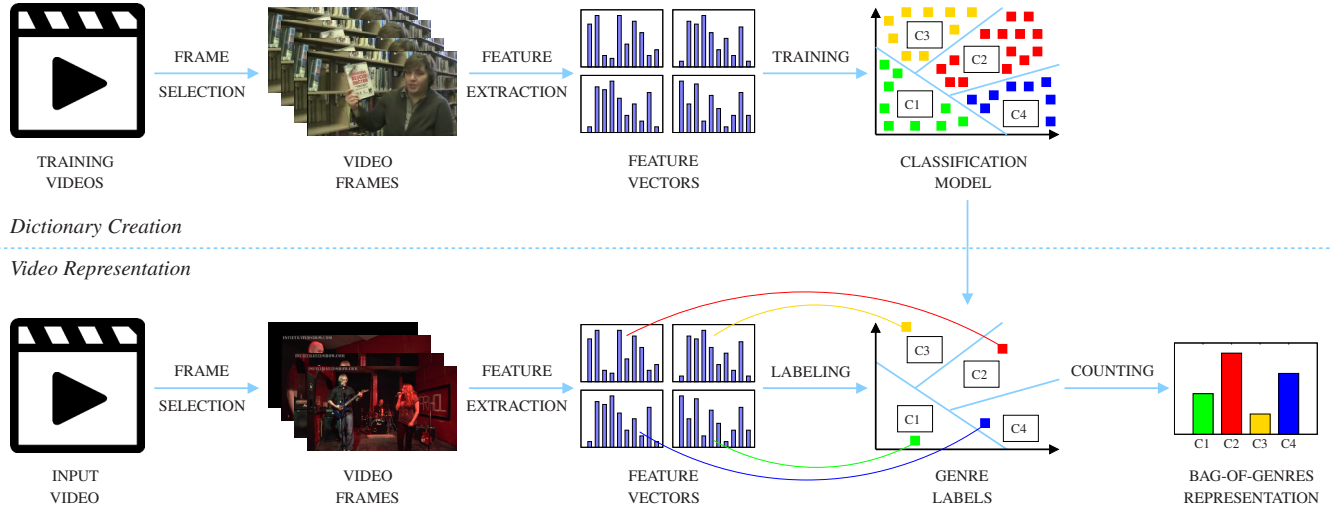 FRAME
SELECTION
FEATURE
EXTRACTION
TRAINING
C3
C2
C1
C4
TRAINING
VIDEOS
VIDEO
FRAMES
FEATURE
VECTORS
CLASSIFICATION
MODEL
Dictionary Creation
Video Representation
FRAME
SELECTION
FEATURE
EXTRACTION
LABELING
C3
C2
C1
C4
COUNTING
C1 C2 C3 C4
INPUT
VIDEO
VIDEO
FRAMES
FEATURE
VECTORS
GENRE
LABELS
BAG-OF-GENRES
REPRESENTATION